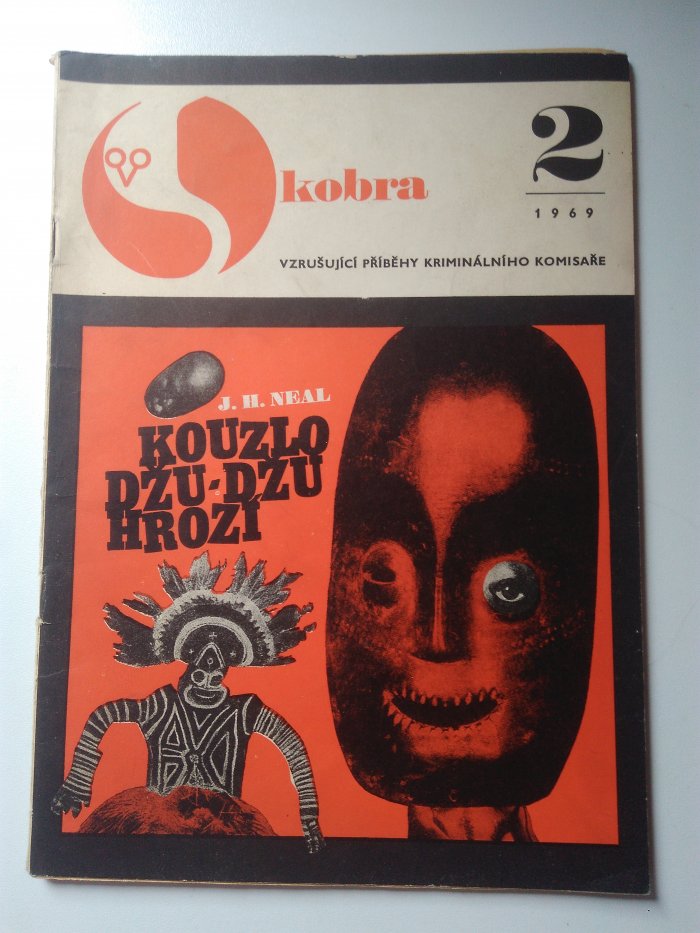 kobra
2
1969
VZRUŠUJÍCÍ PŘÍBĚHY KRIMINÁLNÍHO KOMISAŘE
J. H. NEAL
KOUZLO
DŽU-DŽU
HROZÍ